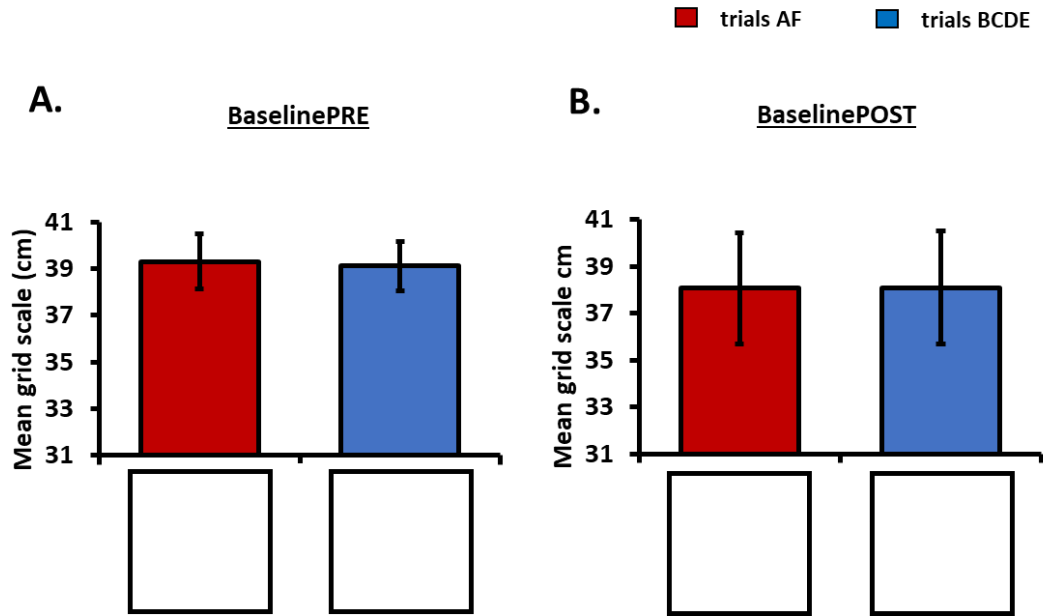 trials AF
trials BCDE
A.
BaselinePRE
Mean grid scale (cm)
41
39
37
35
33
31
B.
BaselinePOST
Mean grid scale cm
41
39
37
35
33
31